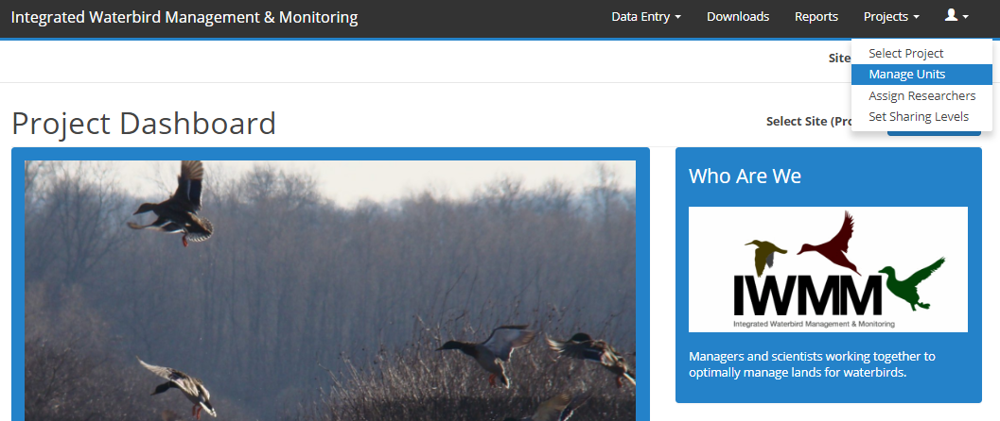 Integrated Waterbird Management & Monitoring
Data Entry
Downloads
Reports
Projects
Site
Select Project
Manage Units
Assign Researchers
Set Sharing Levels
Project Dashboard
Select Site (Pro
Who Are We
IWMM
Integrated Waterbird Management & Monitoring
Managers and scientists working together to
optimally manage lands for waterbirds.